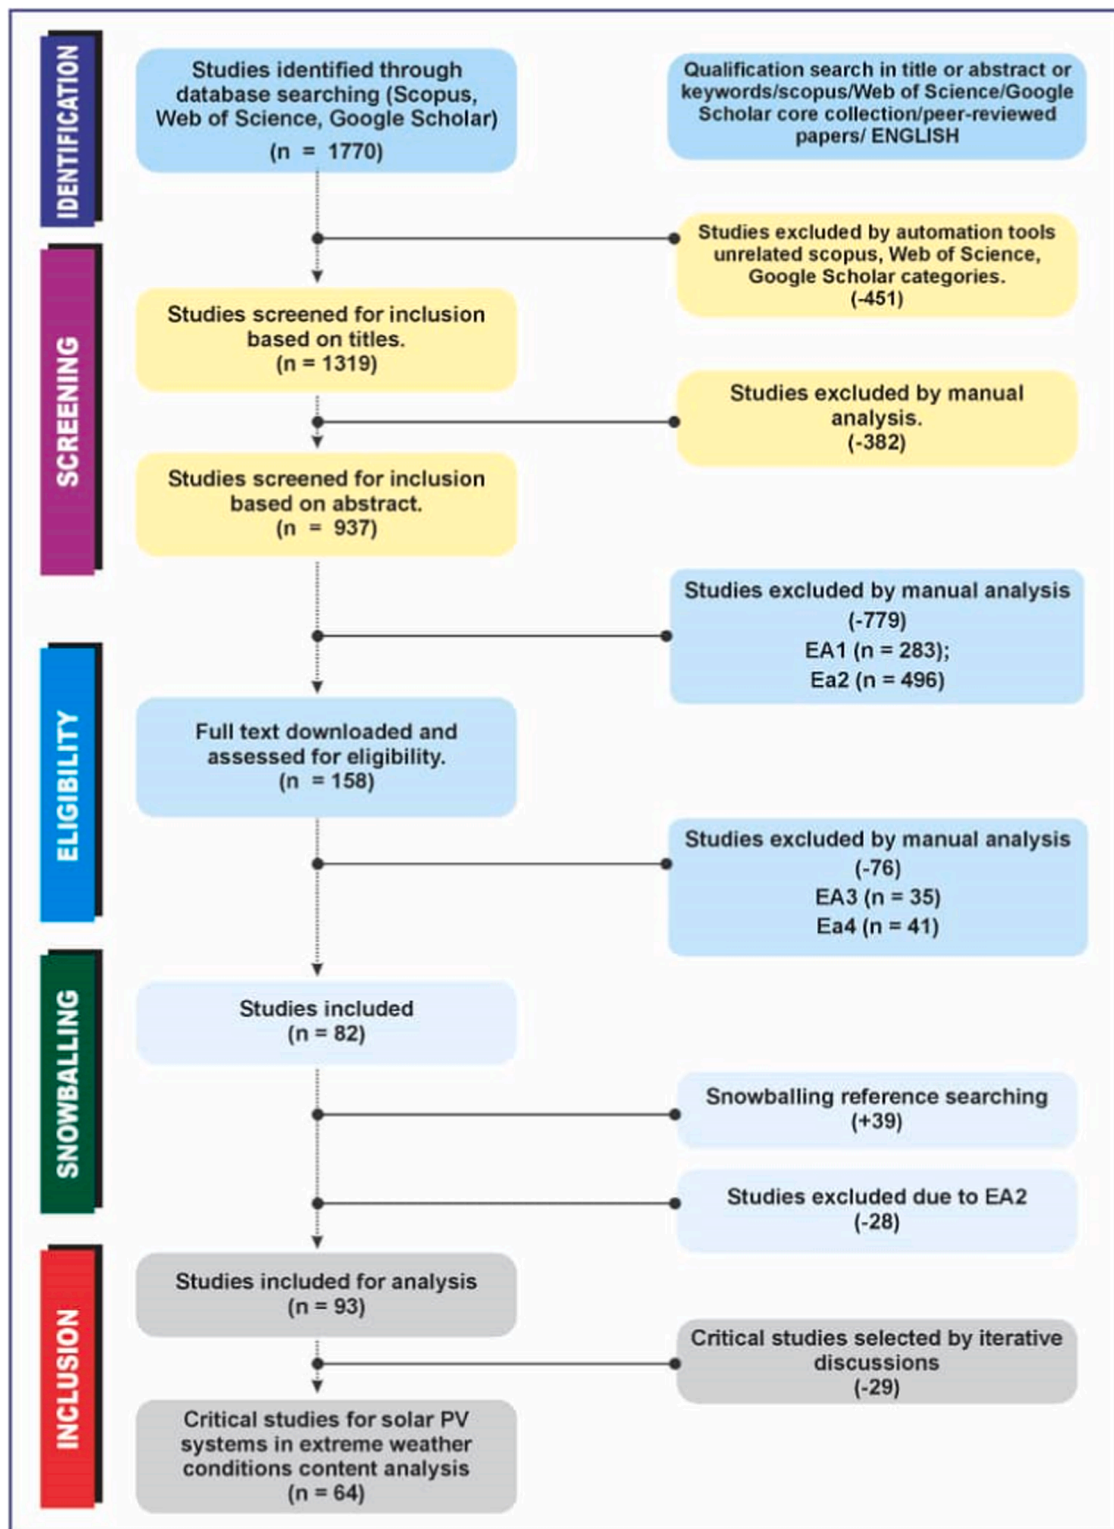 IDENTIFICATION
Studies identified through
database searching (Scopus,
Web of Science, Google Scholar)
(n = 1770)
Qualification search in title or abstract or
keywords/scopus/Web of Science/Google
Scholar core collection/peer-reviewed
papers/ ENGLISH
Studies excluded by automation tools
unrelated scopus, Web of Science,
Google Scholar categories.
(-451)
SCREENING
Studies screened for inclusion
based on titles.
(n = 1319)
Studies excluded by manual
analysis.
(-382)
Studies screened for inclusion
based on abstract.
(n = 937)
Studies excluded by manual analysis
(-779)
EA1 (n = 283);
Ea2 (n = 496)
ELIGIBILITY
Full text downloaded and
assessed for eligibility.
(n = 158)
Studies excluded by manual analysis
(-76)
EA3 (n = 35)
Ea4 (n = 41)
SNOWBALLING
Studies included
(n = 82)
Snowballing reference searching
(+39)
Studies excluded due to EA2
(-28)
INCLUSION
Studies included for analysis
(n = 93)
Critical studies selected by iterative
discussions
(-29)
Critical studies for solar PV
systems in extreme weather
conditions content analysis
(n = 64)